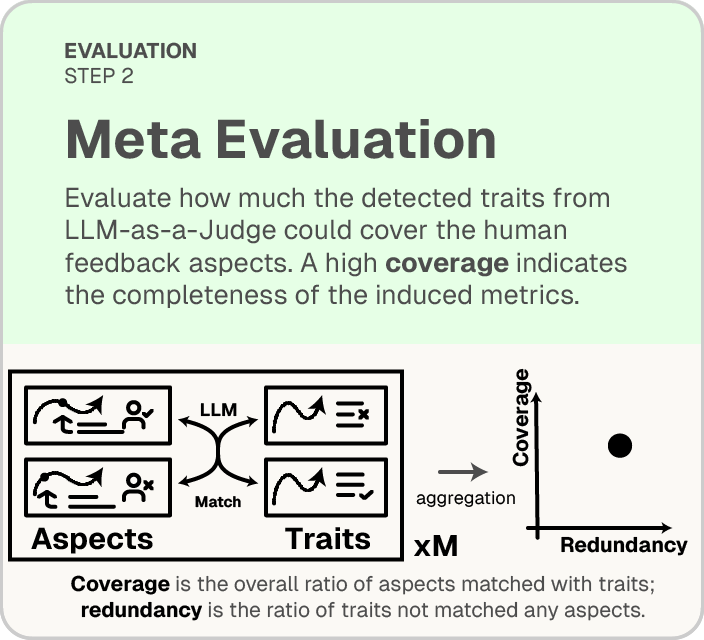 EVALUATION
STEP 2
Meta Evaluation
Evaluate how much the detected traits from
LLM-as-a-Judge could cover the human
feedback aspects. A high coverage indicates
the completeness of the induced metrics.
LLM
Match
Aspects
Traits
xM
aggregation
Coverage
Redundancy
Coverage is the overall ratio of aspects matched with traits;
redundancy is the ratio of traits not matched any aspects.